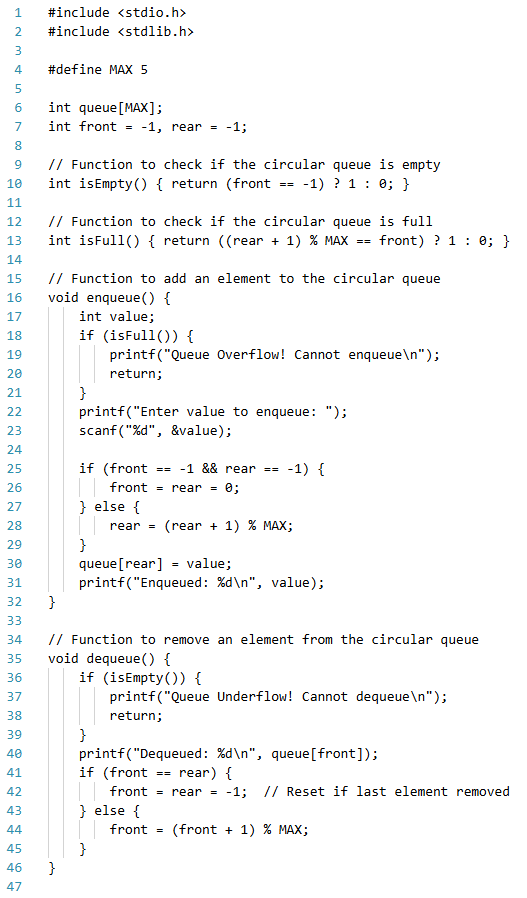 1 #include <stdio.h>
2 #include <stdlib.h>
3
4 #define MAX 5
5
6 int queue[MAX];
7 int front = -1, rear = -1;
8
9 // Function to check if the circular queue is empty
10 int isEmpty() { return (front == -1) ? 1 : 0; }
11
12 // Function to check if the circular queue is full
13 int isFull() { return ((rear + 1) % MAX == front) ? 1 : 0; }
14
15 // Function to add an element to the circular queue
16 void enqueue() {
17     int value;
18     if (isFull()) {
19         printf("Queue Overflow! Cannot enqueue\n");
20         return;
21     }
22     printf("Enter value to enqueue: ");
23     scanf("%d", &value);
24
25     if (front == -1 && rear == -1) {
26         front = rear = 0;
27     } else {
28         rear = (rear + 1) % MAX;
29     }
30     queue[rear] = value;
31     printf("Enqueued: %d\n", value);
32 }
33
34 // Function to remove an element from the circular queue
35 void dequeue() {
36     if (isEmpty()) {
37         printf("Queue Underflow! Cannot dequeue\n");
38         return;
39     }
40     printf("Dequeued: %d\n", queue[front]);
41     if (front == rear) {
42         front = rear = -1;  // Reset if last element removed
43     } else {
44         front = (front + 1) % MAX;
45     }
46 }
47